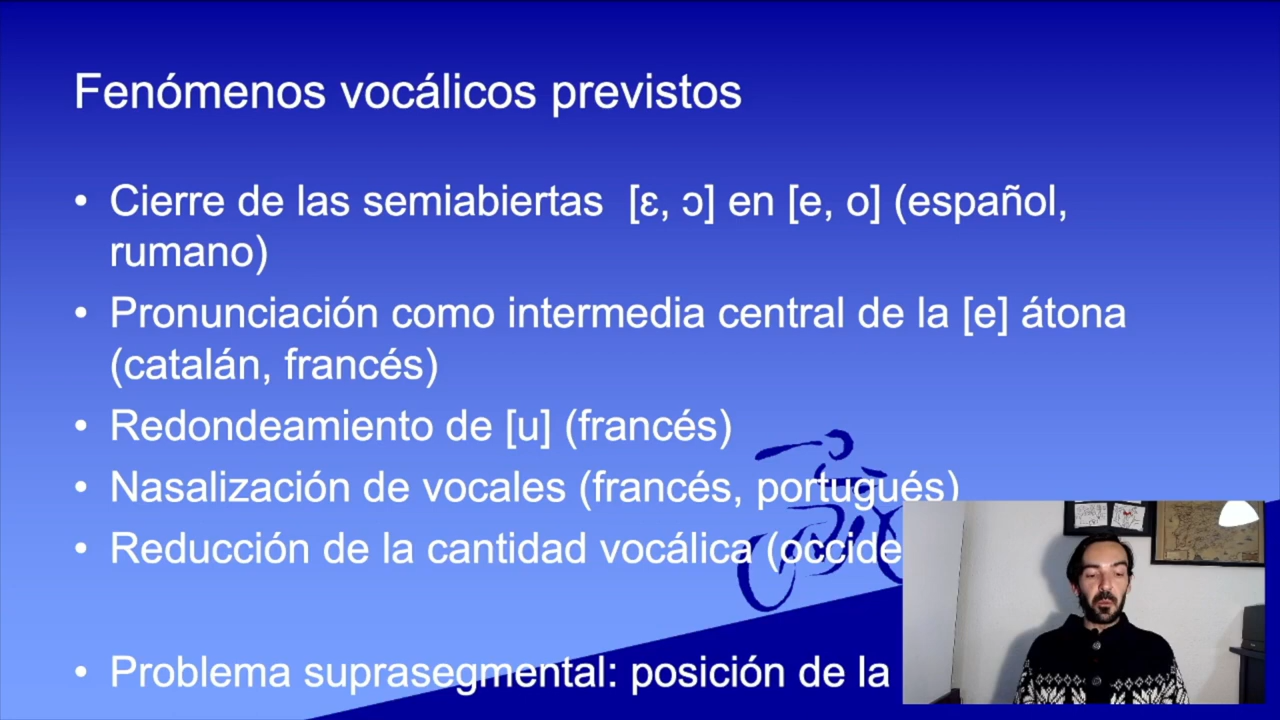 Fenómenos vocálicos previstos
• Cierre de las semiabiertas [ɛ, ɔ] en [e, o] (español,
rumano)
• Pronunciación como intermedia central de la [e] átona
(catalán, francés)
• Redondeamiento de [u] (francés)
• Nasalización de vocales (francés, portugués)
• Reducción de la cantidad vocálica (occide
• Problema suprasegmental: posición de la